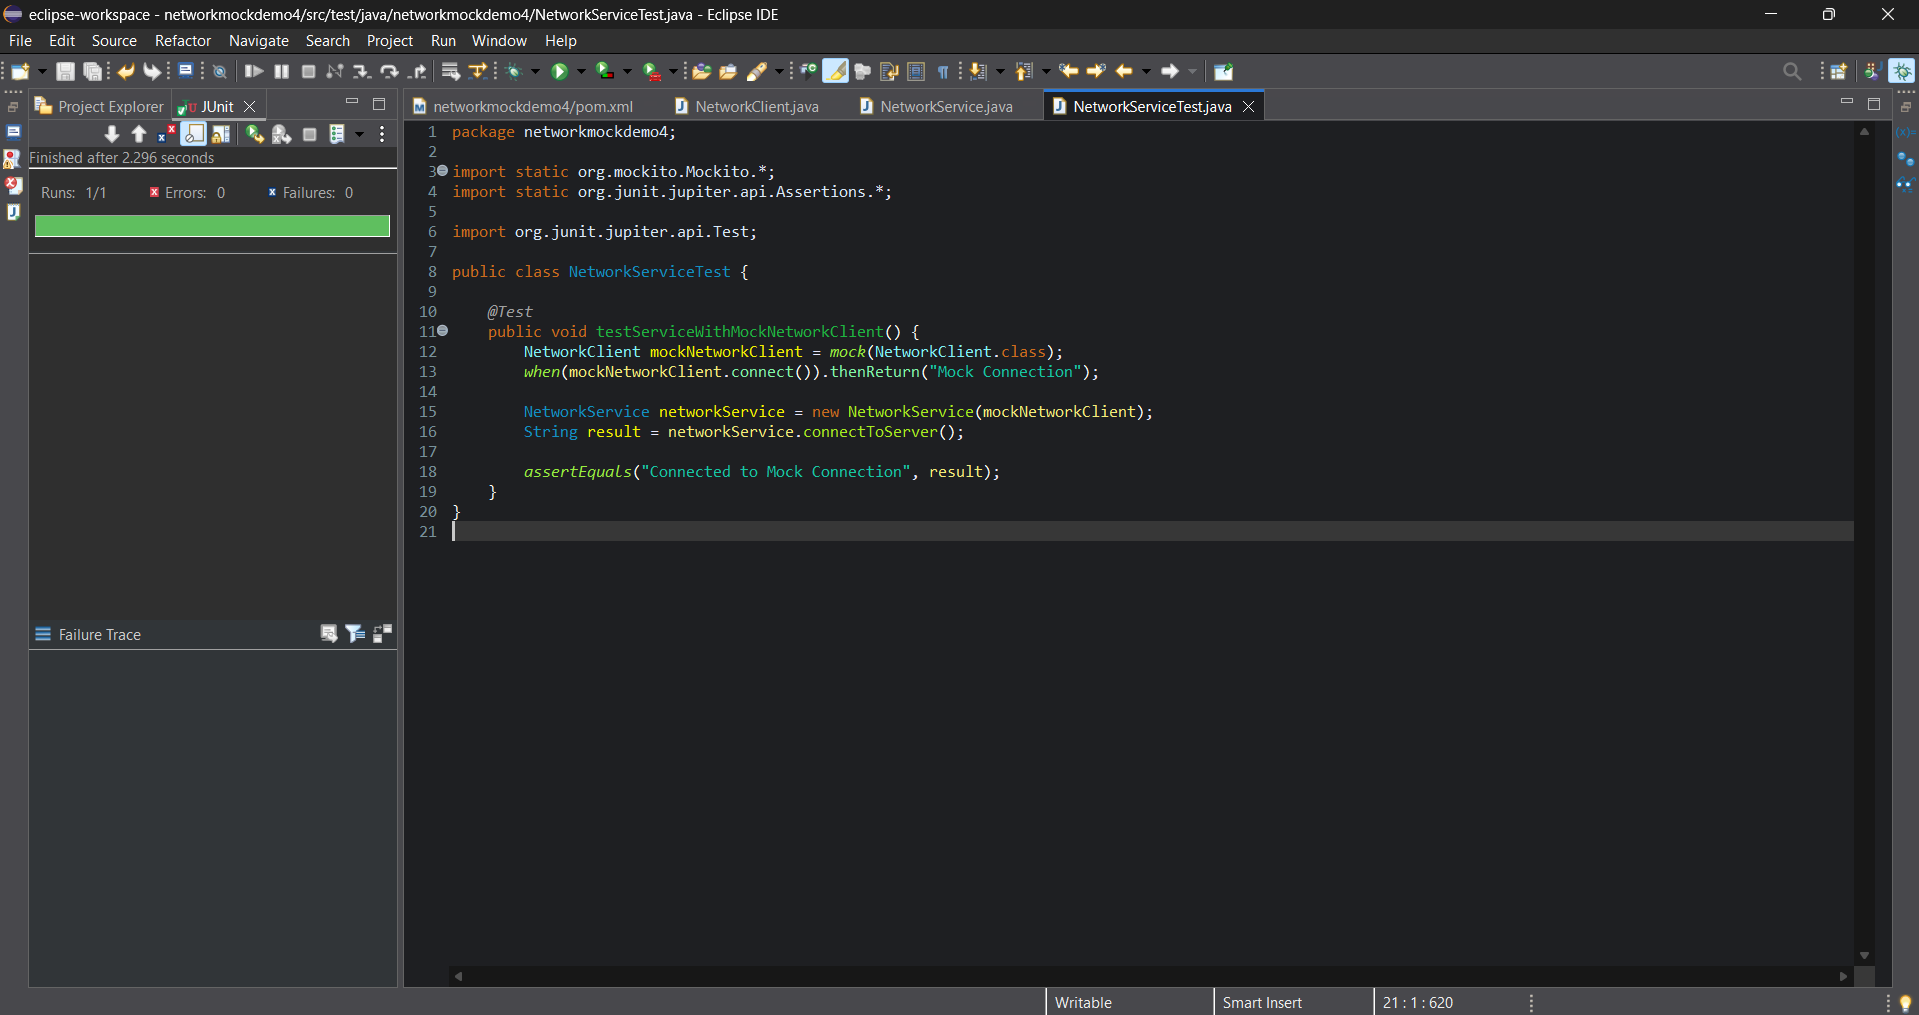 eclipse-workspace - networkmockdemo4/src/test/java/networkmockdemo4/NetworkServiceTest.java - Eclipse IDE
File Edit Source Refactor Navigate Search Project Run Window Help
Project Explorer JUnit
networkmockdemo4/pom.xml NetworkClient.java NetworkService.java NetworkServiceTest.java
Finished after 2.296 seconds
Runs: 1/1 Errors: 0 Failures: 0
Failure Trace
1 package networkmockdemo4;
2
3 import static org.mockito.Mockito.*;
4 import static org.junit.jupiter.api.Assertions.*;
5
6 import org.junit.jupiter.api.Test;
7
8 public class NetworkServiceTest {
9
10 @Test
11 public void testServiceWithMockNetworkClient() {
12 NetworkClient mockNetworkClient = mock(NetworkClient.class);
13 when(mockNetworkClient.connect()).thenReturn("Mock Connection");
14
15 NetworkService networkService = new NetworkService(mockNetworkClient);
16 String result = networkService.connectToServer();
17
18 assertEquals("Connected to Mock Connection", result);
19 }
20 }
21
Writable Smart Insert 21 : 1 : 620